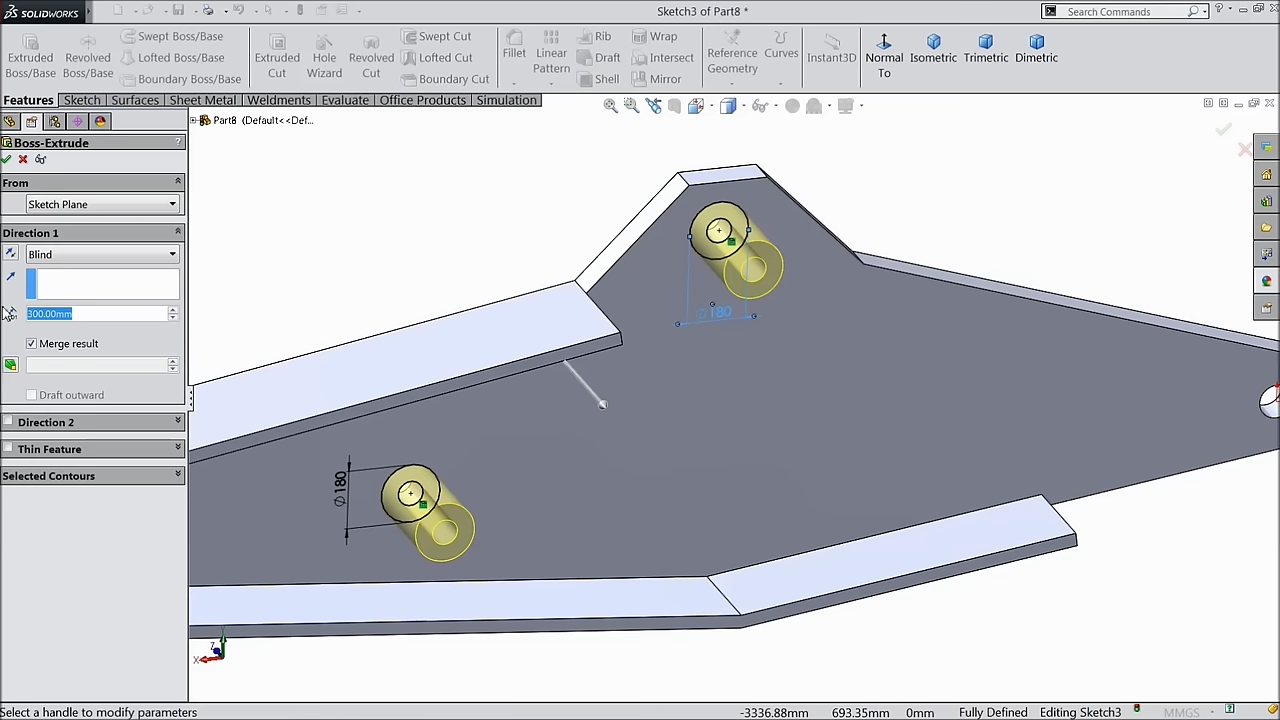 SOLIDWORKS
Sketch3 of Part8 *
Search Commands
Extruded Boss/Base
Revolved Boss/Base
Swept Boss/Base
Lofted Boss/Base
Boundary Boss/Base
Extruded Cut
Hole Wizard
Revolved Cut
Swept Cut
Lofted Cut
Boundary Cut
Fillet
Linear Pattern
Rib
Draft
Shell
Wrap
Intersect
Mirror
Reference Geometry
Curves
Instant3D
Normal To
Isometric
Trimetric
Dimetric
Features
Sketch
Surfaces
Sheet Metal
Weldments
Evaluate
Office Products
Simulation
Part8 (Default<<Def...
Boss-Extrude
?
From
Sketch Plane
Direction 1
Blind
300.00mm
Merge result
Draft outward
Direction 2
Thin Feature
Selected Contours
∅180
∅180
Y
Z
X
Select a handle to modify parameters
-3336.88mm
693.35mm
0mm
Fully Defined
Editing Sketch3
MMGS